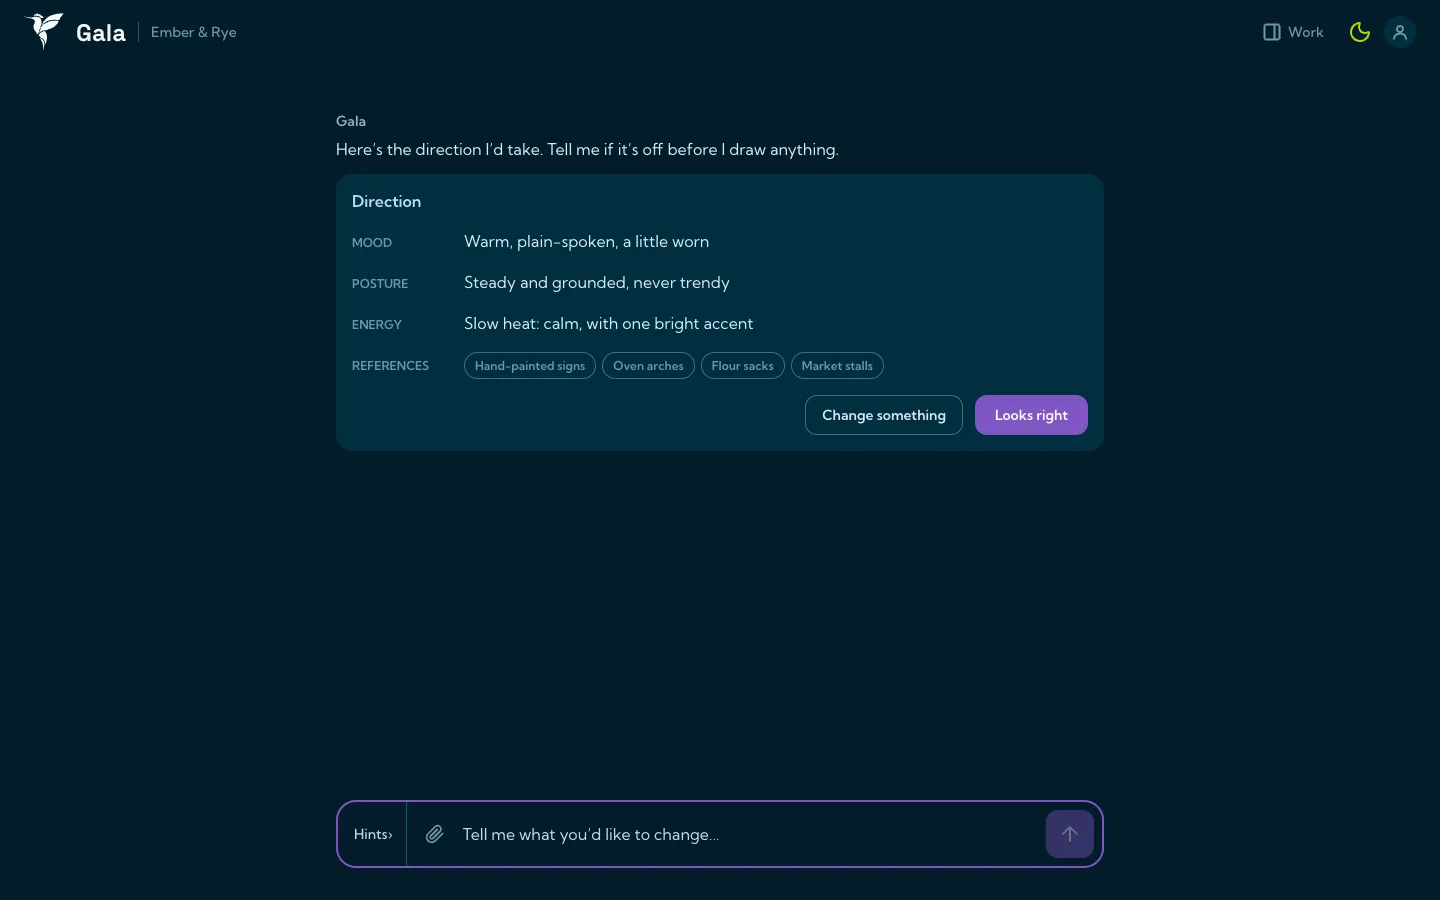 Gala
Ember & Rye
Work
Gala
Here's the direction I'd take. Tell me if it's off before I draw anything.
Direction
MOOD Warm, plain-spoken, a little worn
POSTURE Steady and grounded, never trendy
ENERGY Slow heat: calm, with one bright accent
REFERENCES Hand-painted signs Oven arches Flour sacks Market stalls
Change something Looks right
Hints› Tell me what you'd like to change...